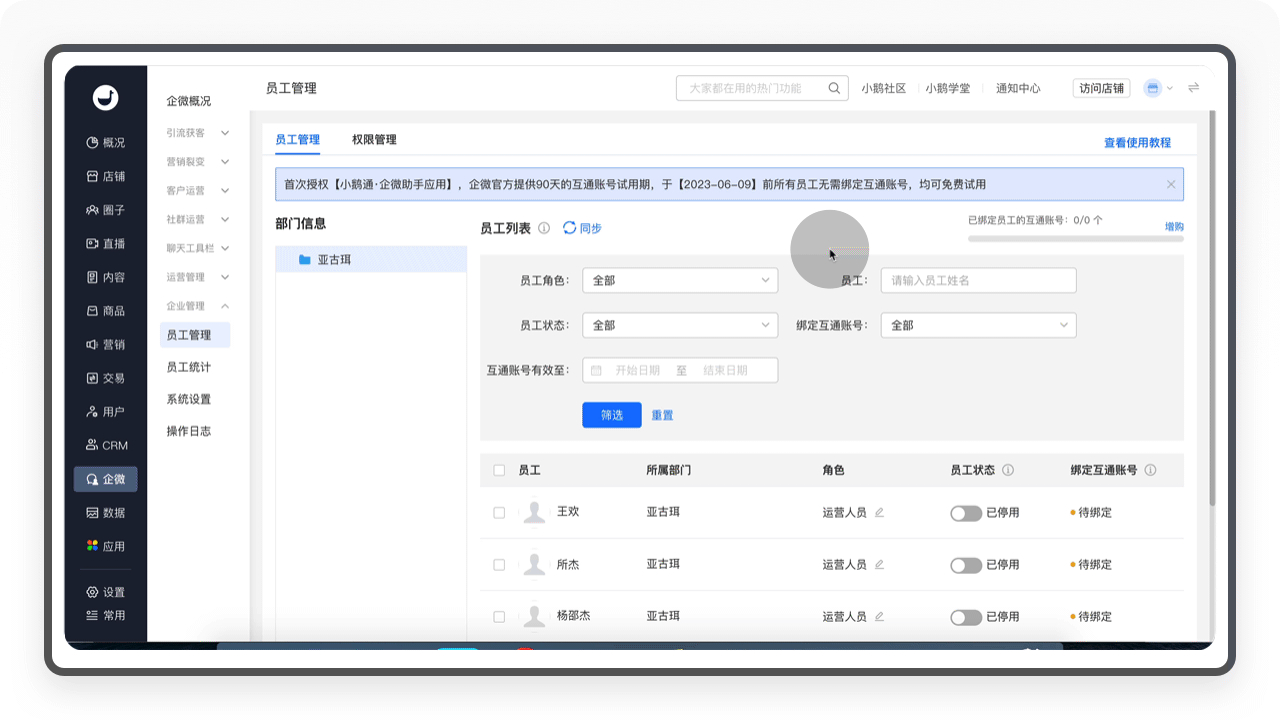 概况
店铺
圈子
直播
内容
商品
营销
交易
用户
CRM
企微
数据
应用
设置
常用
企微概况
引流获客
营销裂变
客户运营
社群运营
聊天工具栏
运营管理
企业管理
员工管理
员工统计
系统设置
操作日志
员工管理
大家都在用的热门功能
小鹅社区
小鹅学堂
通知中心
访问店铺
员工管理 权限管理
查看使用教程
首次授权【小鹅通·企微助手应用】，企微官方提供90天的互通账号试用期，于【2023-06-09】前所有员工无需绑定互通账号，均可免费试用
部门信息
亚古珥
员工列表 同步
已绑定员工的互通账号：0/0 个
增购
员工角色： 全部 员工： 请输入员工姓名
员工状态： 全部 绑定互通账号： 全部
互通账号有效至： 开始日期 至 结束日期
筛选 重置
员工 所属部门 角色 员工状态 绑定互通账号
王欢 亚古珥 运营人员 已停用 待绑定
所杰 亚古珥 运营人员 已停用 待绑定
杨邵杰 亚古珥 运营人员 已停用 待绑定